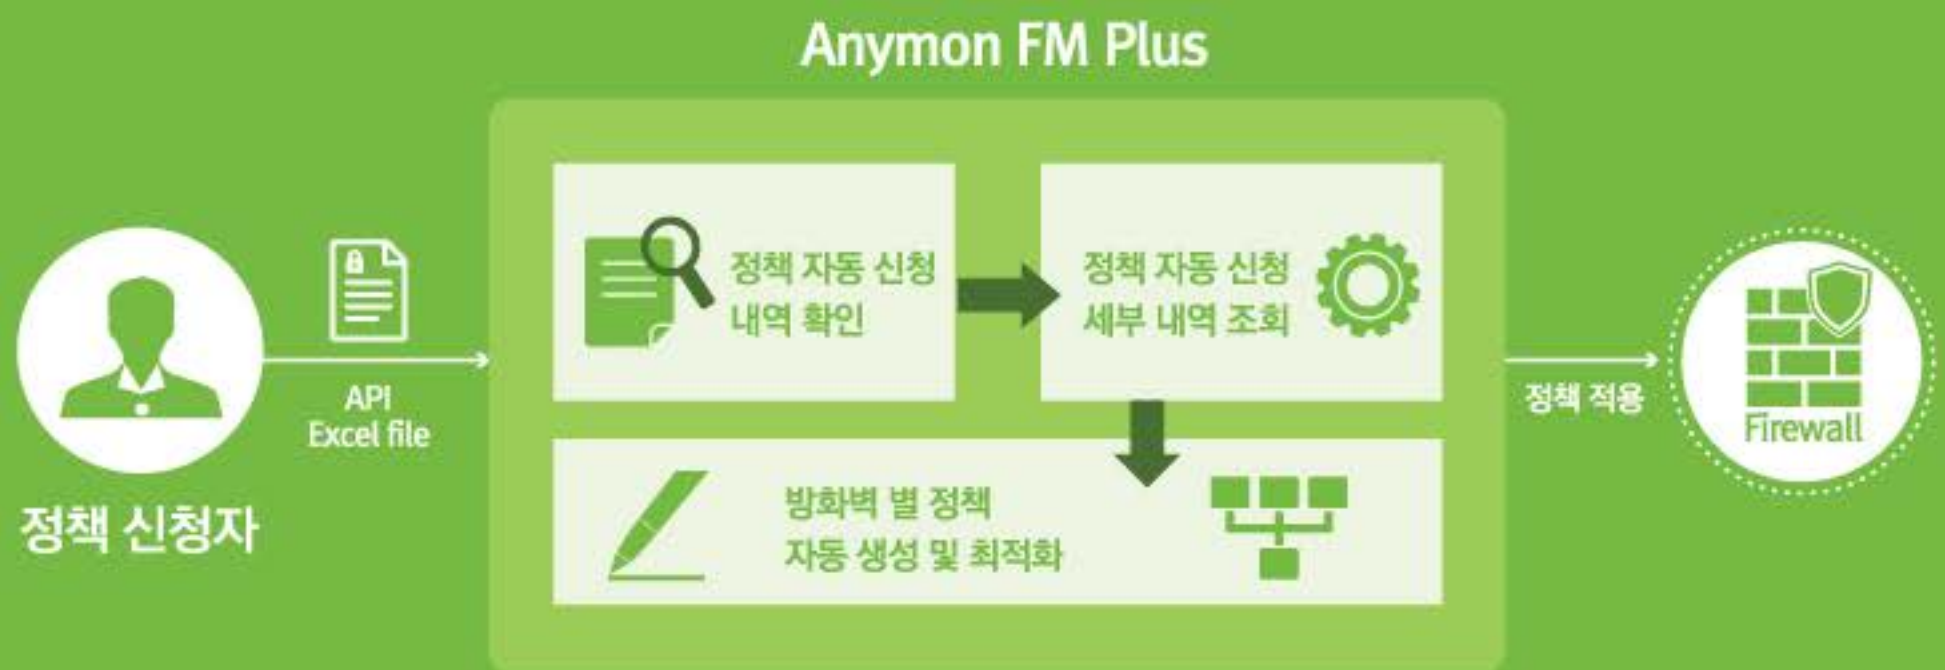 Anymon FM Plus
정책 신청자
API
Excel file
정책 자동 신청
내역 확인
정책 자동 신청
세부 내역 조회
방화벽 별 정책
자동 생성 및 최적화
정책 적용
Firewall